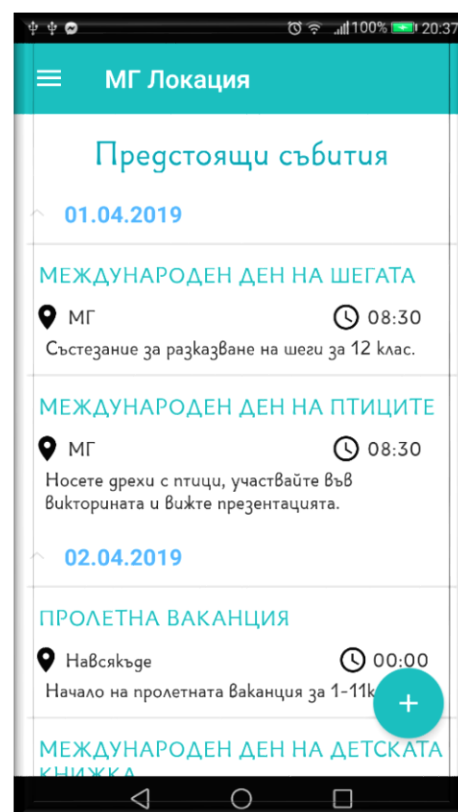 100% 20:37
МГ Локация
Предстоящи събития
01.04.2019
МЕЖДУНАРОДЕН ДЕН НА ШЕГАТА
МГ 08:30
Състезание за разказване на шеги за 12 клас.
МЕЖДУНАРОДЕН ДЕН НА ПТИЦИТЕ
МГ 08:30
Носете дрехи с птици, участвайте във
викторината и вижте презентацията.
02.04.2019
ПРОЛЕТНА ВАКАНЦИЯ
Навсякъде 00:00
Начало на пролетната ваканция за 1-11к
МЕЖДУНАРОДЕН ДЕН НА ДЕТСКАТА
КНИЖКА